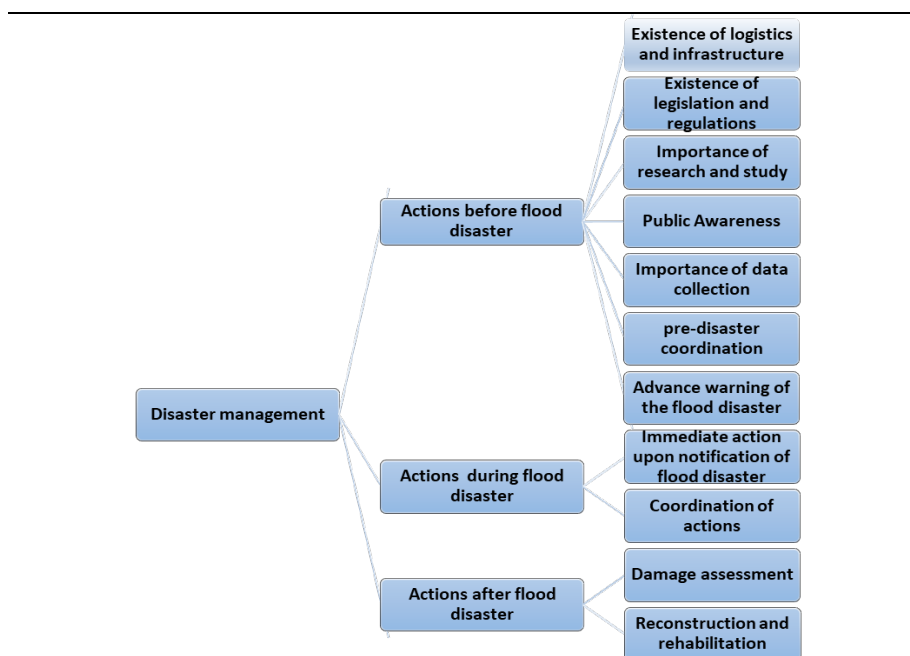 Existence of logistics
and infrastructure
Existence of
legislation and
regulations
Importance of
research and study
Actions before flood
disaster
Public Awareness
Importance of data
collection
pre-disaster
coordination
Advance warning of
the flood disaster
Disaster management
Immediate action
upon notification of
flood disaster
Actions  during flood
disaster
Coordination of
actions
Damage assessment
Actions after flood
disaster
Reconstruction and
rehabilitation